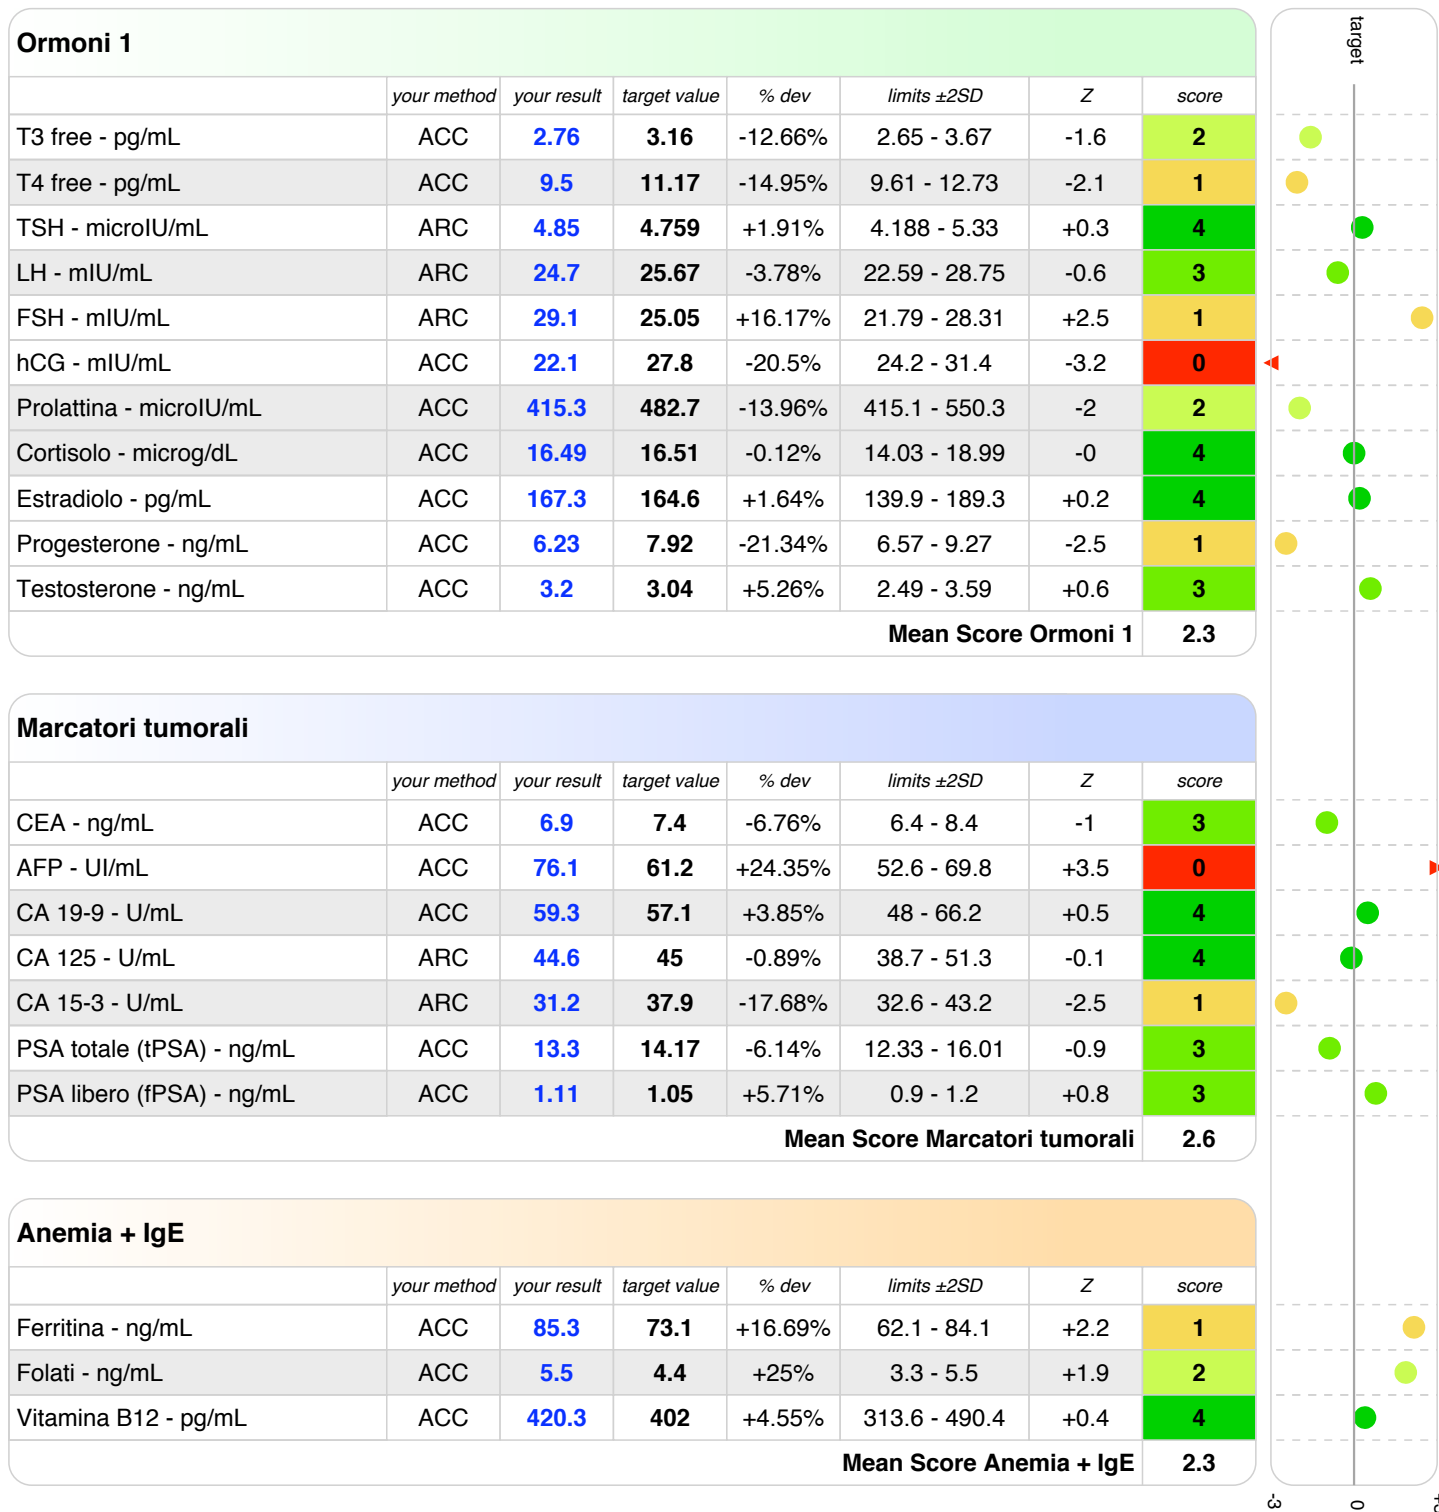 Ormoni 1
target
your method your result target value % dev limits ±2SD Z score
T3 free - pg/mL ACC 2.76 3.16 -12.66% 2.65 - 3.67 -1.6 2
T4 free - pg/mL ACC 9.5 11.17 -14.95% 9.61 - 12.73 -2.1 1
TSH - microIU/mL ARC 4.85 4.759 +1.91% 4.188 - 5.33 +0.3 4
LH - mIU/mL ARC 24.7 25.67 -3.78% 22.59 - 28.75 -0.6 3
FSH - mIU/mL ARC 29.1 25.05 +16.17% 21.79 - 28.31 +2.5 1
hCG - mIU/mL ACC 22.1 27.8 -20.5% 24.2 - 31.4 -3.2 0
Prolattina - microIU/mL ACC 415.3 482.7 -13.96% 415.1 - 550.3 -2 2
Cortisolo - microg/dL ACC 16.49 16.51 -0.12% 14.03 - 18.99 -0 4
Estradiolo - pg/mL ACC 167.3 164.6 +1.64% 139.9 - 189.3 +0.2 4
Progesterone - ng/mL ACC 6.23 7.92 -21.34% 6.57 - 9.27 -2.5 1
Testosterone - ng/mL ACC 3.2 3.04 +5.26% 2.49 - 3.59 +0.6 3
Mean Score Ormoni 1 2.3
Marcatori tumorali
your method your result target value % dev limits ±2SD Z score
CEA - ng/mL ACC 6.9 7.4 -6.76% 6.4 - 8.4 -1 3
AFP - UI/mL ACC 76.1 61.2 +24.35% 52.6 - 69.8 +3.5 0
CA 19-9 - U/mL ACC 59.3 57.1 +3.85% 48 - 66.2 +0.5 4
CA 125 - U/mL ARC 44.6 45 -0.89% 38.7 - 51.3 -0.1 4
CA 15-3 - U/mL ARC 31.2 37.9 -17.68% 32.6 - 43.2 -2.5 1
PSA totale (tPSA) - ng/mL ACC 13.3 14.17 -6.14% 12.33 - 16.01 -0.9 3
PSA libero (fPSA) - ng/mL ACC 1.11 1.05 +5.71% 0.9 - 1.2 +0.8 3
Mean Score Marcatori tumorali 2.6
Anemia + IgE
your method your result target value % dev limits ±2SD Z score
Ferritina - ng/mL ACC 85.3 73.1 +16.69% 62.1 - 84.1 +2.2 1
Folati - ng/mL ACC 5.5 4.4 +25% 3.3 - 5.5 +1.9 2
Vitamina B12 - pg/mL ACC 420.3 402 +4.55% 313.6 - 490.4 +0.4 4
Mean Score Anemia + IgE 2.3
-3 0